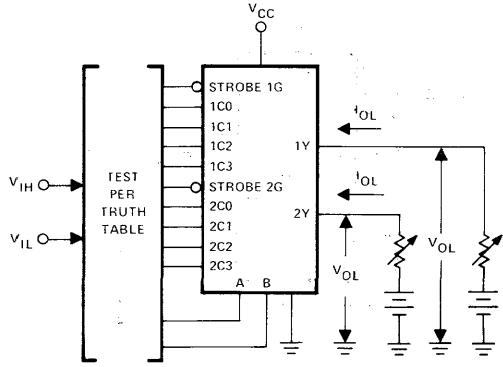 VCC
STROBE 1G
1C0
1C1
1C2
1C3
STROBE 2G
2C0
2C1
2C2
2C3
A B
1Y
2Y
IOL
IOL
VOL
VOL
VIH
VIL
TEST
PER
TRUTH
TABLE